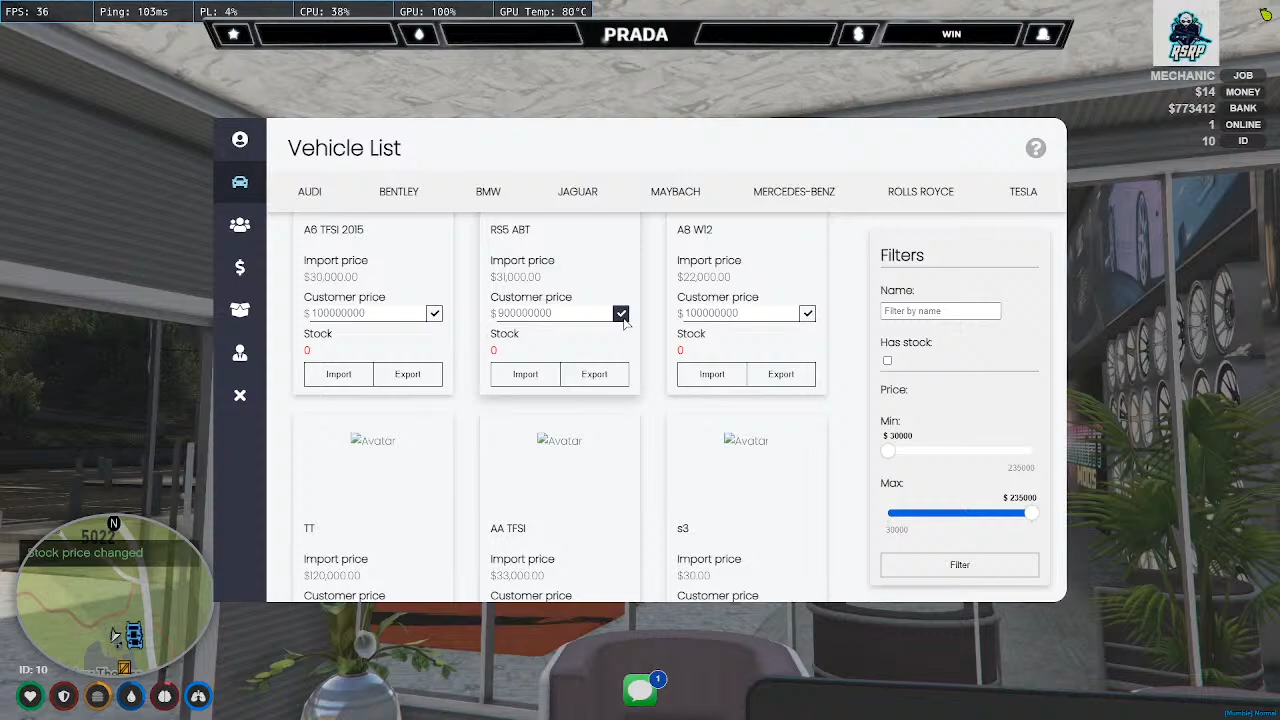 FPS: 36 Ping: 103ms PL: 4% CPU: 38% GPU: 100% GPU Temp: 80°C
PRADA
WIN
RSRP
MECHANIC JOB
$14 MONEY
$773412 BANK
1 ONLINE
10 ID
Vehicle List
?
AUDI BENTLEY BMW JAGUAR MAYBACH MERCEDES-BENZ ROLLS ROYCE TESLA
A6 TFSI 2015
Import price
$30,000.00
Customer price
$ 100000000
Stock
0
Import Export
RS5 ABT
Import price
$31,000.00
Customer price
$ 900000000
Stock
0
Import Export
A8 W12
Import price
$22,000.00
Customer price
$ 100000000
Stock
0
Import Export
Avatar
TT
Import price
$120,000.00
Customer price
Avatar
AA TFSI
Import price
$33,000.00
Customer price
Avatar
s3
Import price
$30.00
Customer price
Filters
Name:
Filter by name
Has stock:
Price:
Min:
$ 30000
235000
Max:
$ 235000
30000
Filter
N
5022
Stock price changed
ID: 10
1
[Mumble] Normal